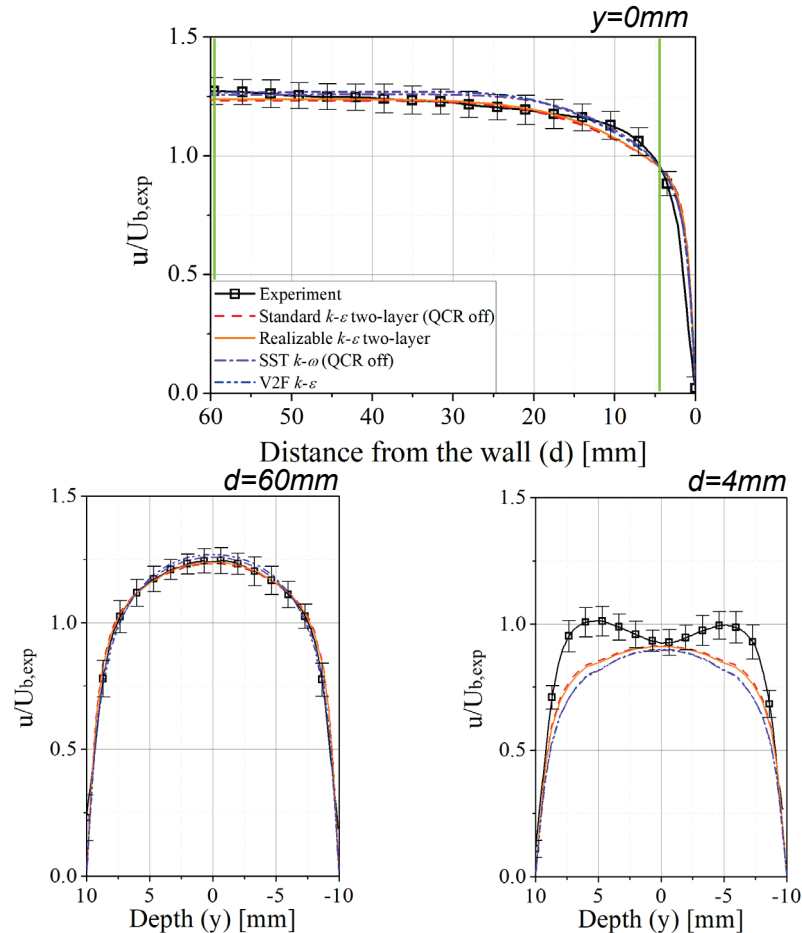 y=0mm
1.5
1.0
0.5
0.0
u/Ub,exp
Experiment
Standard k-ε two-layer (QCR off)
Realizable k-ε two-layer
SST k-ω (QCR off)
V2F k-ε
60 50 40 30 20 10 0
Distance from the wall (d) [mm]
d=60mm
1.5
1.0
0.5
0.0
u/Ub,exp
10 5 0 -5 -10
Depth (y) [mm]
d=4mm
1.5
1.0
0.5
0.0
u/Ub,exp
10 5 0 -5 -10
Depth (y) [mm]